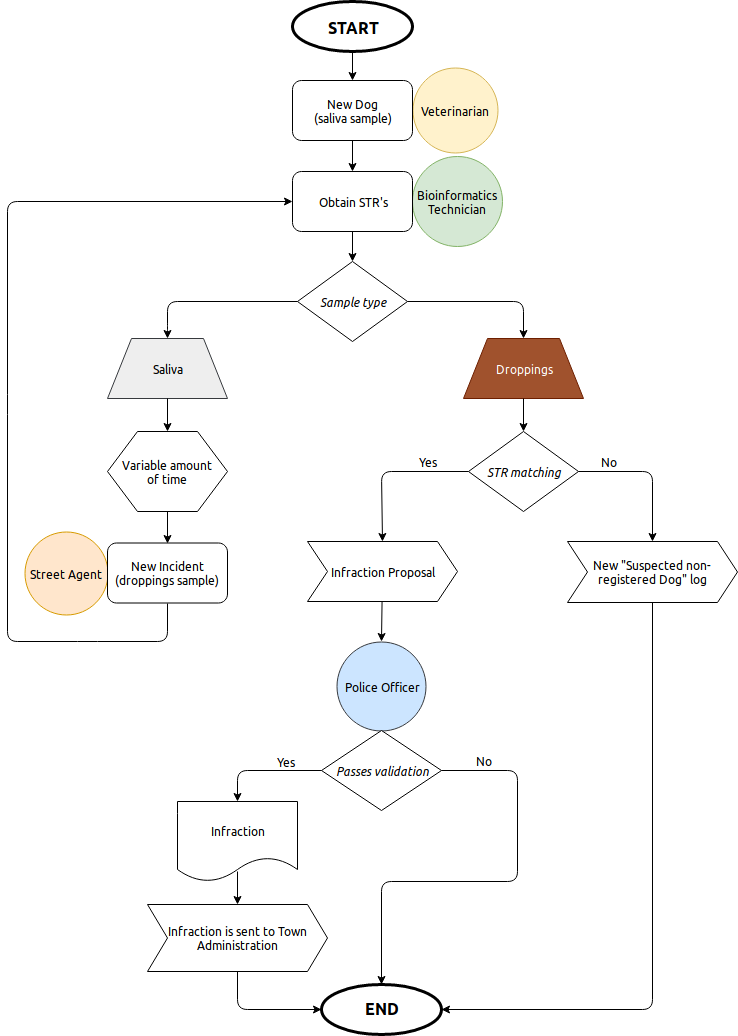 START
New Dog
(saliva sample)
Veterinarian
Obtain STR's
Bioinformatics
Technician
Sample type
Saliva
Droppings
Variable amount
of time
Yes
STR matching
No
Street Agent
New Incident
(droppings sample)
Infraction Proposal
New "Suspected non-
registered Dog" log
Police Officer
Yes
Passes validation
No
Infraction
Infraction is sent to Town
Administration
END